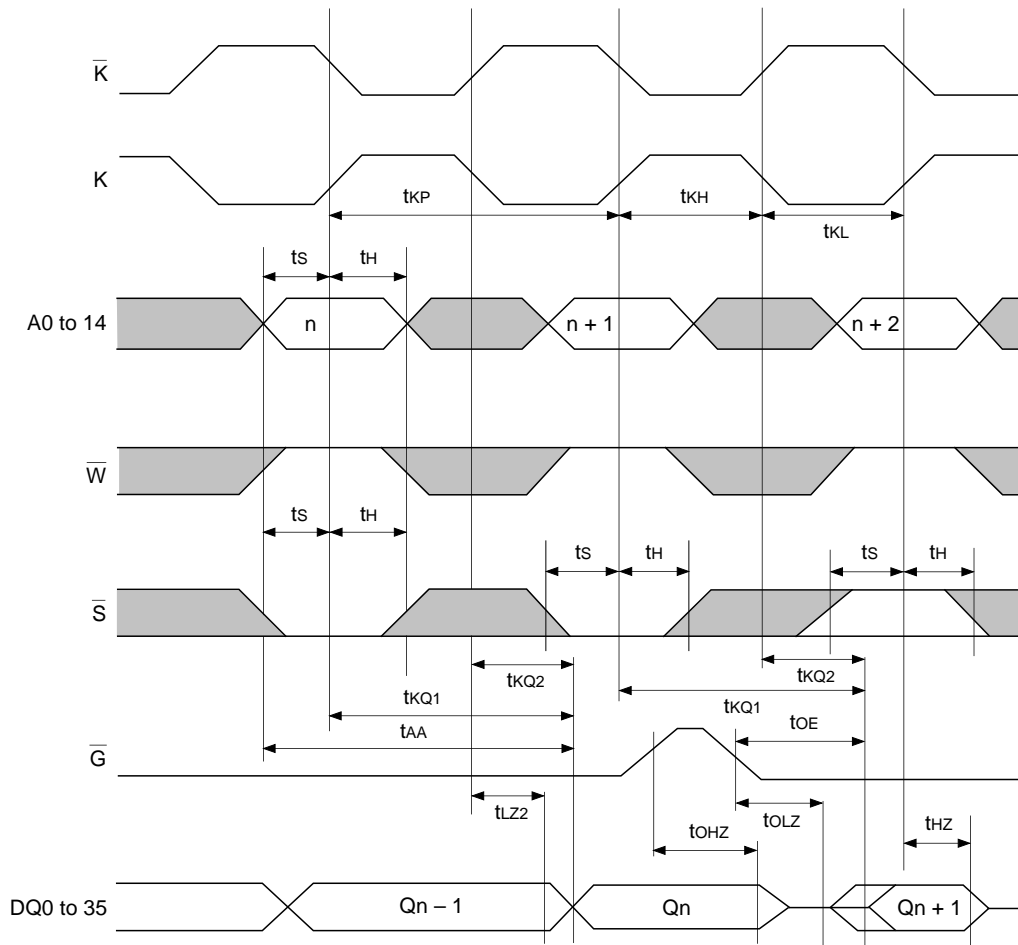 K
K
tKP
tKH
tKL
tS
tH
A0 to 14
n
n + 1
n + 2
W
tS
tH
tS
tH
tS
tH
S
tKQ2
tKQ2
tKQ1
tKQ1
tAA
tOE
G
tLZ2
tOHZ
tOLZ
tHZ
DQ0 to 35
Qn – 1
Qn
Qn + 1